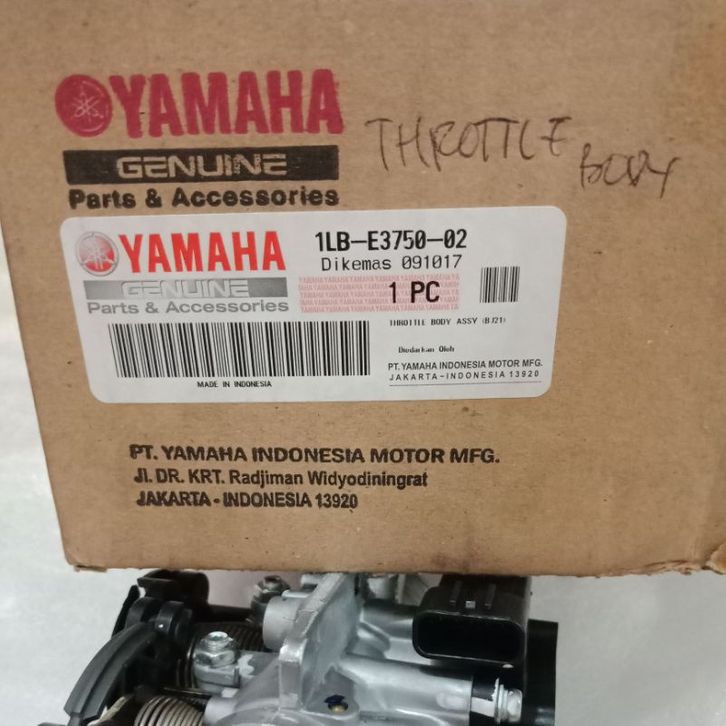 YAMAHA
GENUINE
Parts & Accessories
THROTTLE BODY
YAMAHA
GENUINE
Parts & Accessories
1LB-E3750-02
Dikemas 091017
1 PC
THROTTLE BODY ASSY (BJ21)
Diedarkan Oleh
PT. YAMAHA INDONESIA MOTOR MFG.
JAKARTA-INDONESIA 13920
MADE IN INDONESIA
PT. YAMAHA INDONESIA MOTOR MFG.
Jl. DR. KRT. Radjiman Widyodiningrat
JAKARTA - INDONESIA 13920